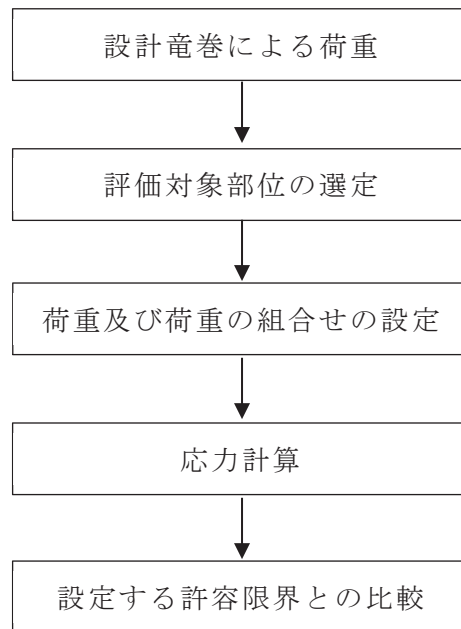 設計竜巻による荷重
評価対象部位の選定
荷重及び荷重の組合せの設定
応力計算
設定する許容限界との比較